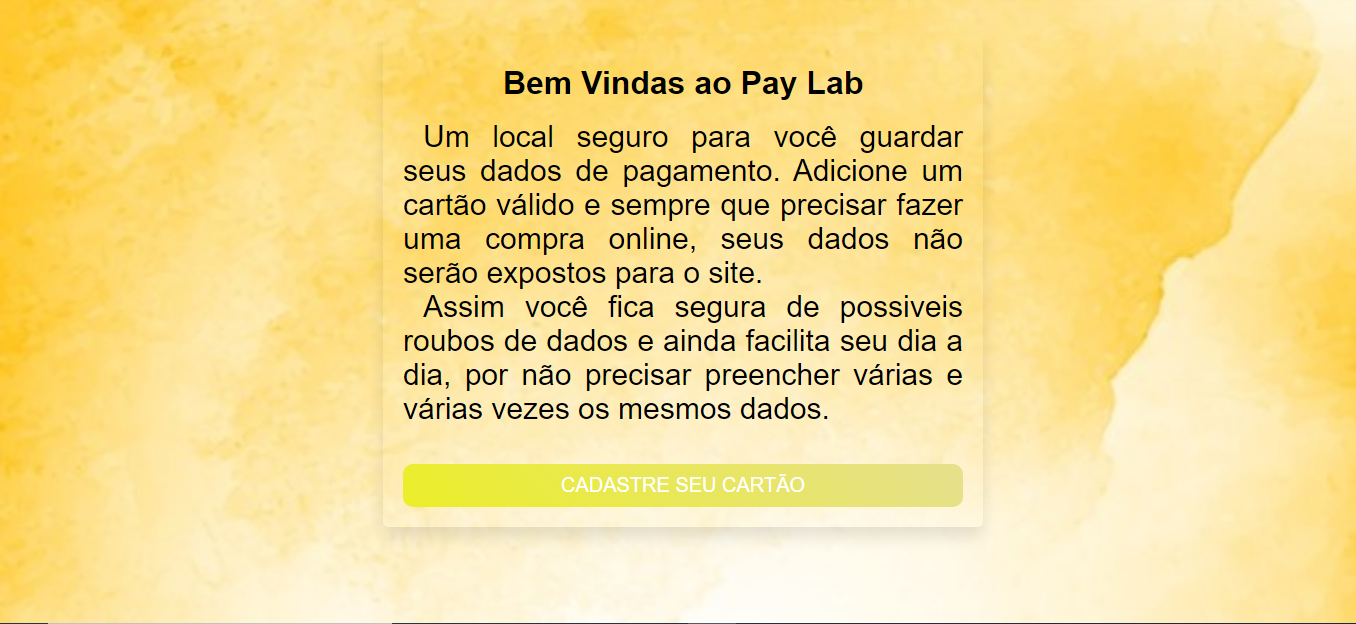 Bem Vindas ao Pay Lab
Um local seguro para você guardar
seus dados de pagamento. Adicione um
cartão válido e sempre que precisar fazer
uma compra online, seus dados não
serão expostos para o site.
Assim você fica segura de possiveis
roubos de dados e ainda facilita seu dia a
dia, por não precisar preencher várias e
várias vezes os mesmos dados.
CADASTRE SEU CARTÃO